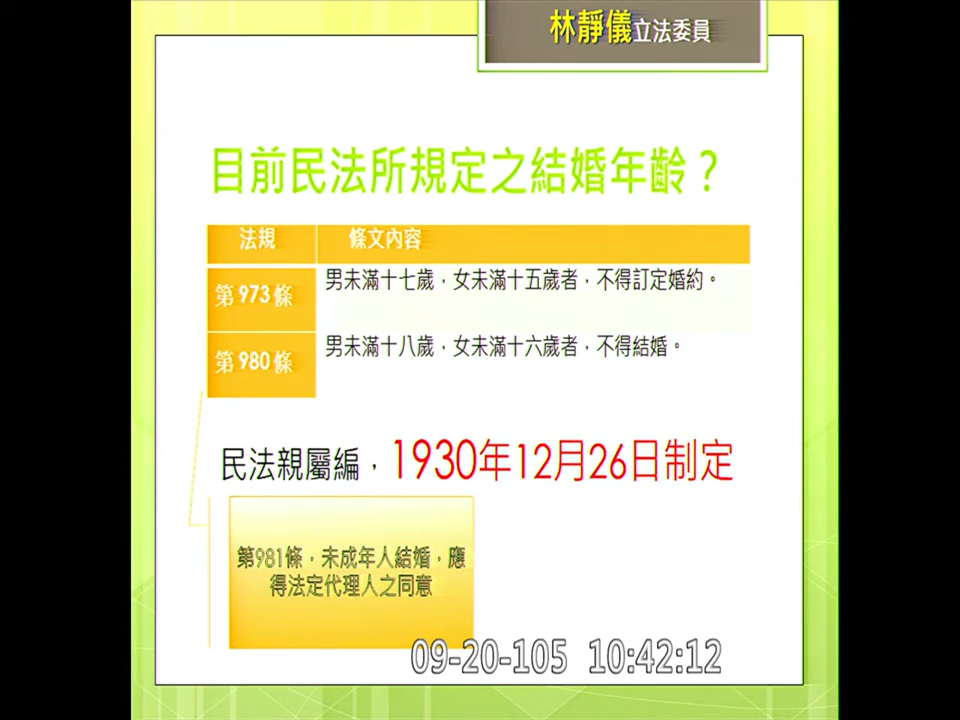 林靜儀立法委員
目前民法所規定之結婚年齡？
法規 條文內容
第973條 男未滿十七歲，女未滿十五歲者，不得訂定婚約。
第980條 男未滿十八歲，女未滿十六歲者，不得結婚。
民法親屬編，1930年12月26日制定
第981條，未成年人結婚，應
得法定代理人之同意
09-20-105 10:42:12